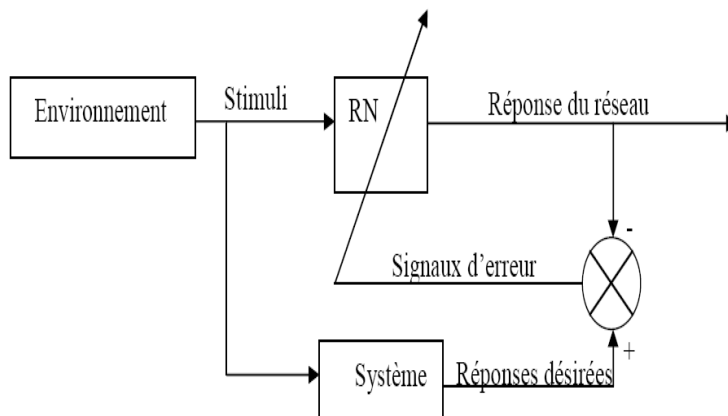 Environnement
Stimuli
RN
Réponse du réseau
-
Signaux d'erreur
+
Système
Réponses désirées